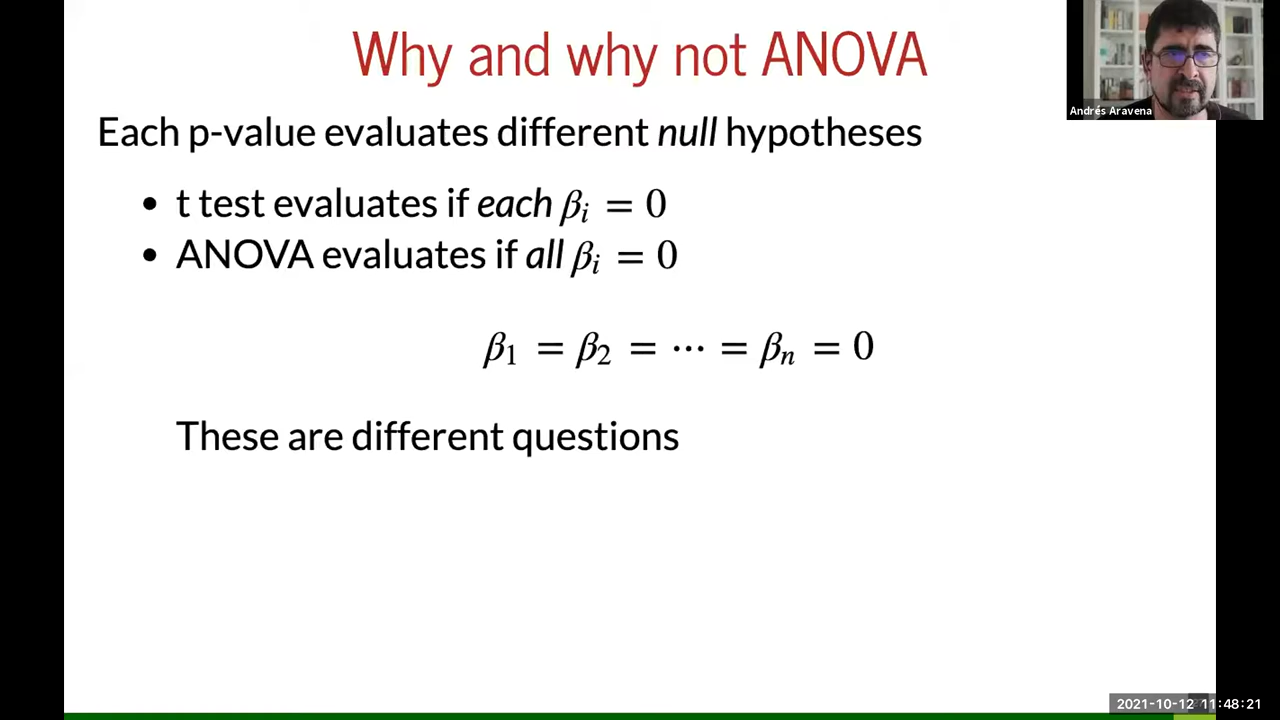 Why and why not ANOVA
Andrés Aravena
Each p-value evaluates different null hypotheses
• t test evaluates if each βᵢ = 0
• ANOVA evaluates if all βᵢ = 0
β₁ = β₂ = ⋯ = βₙ = 0
These are different questions
2021-10-12 11:48:21